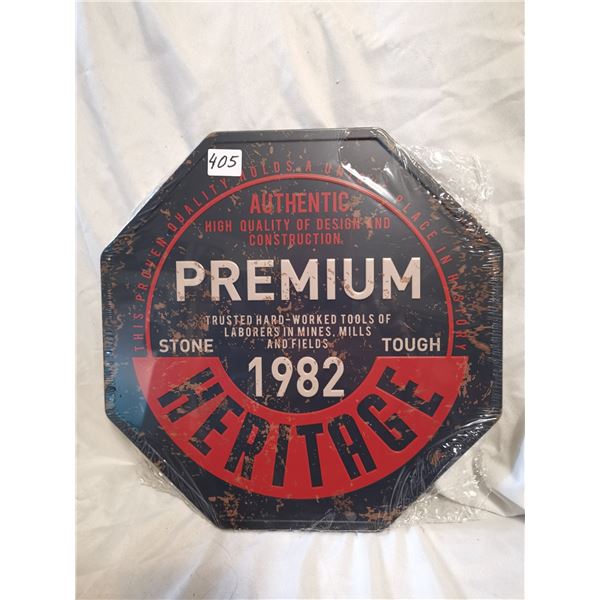 405
THIS PROVEN QUALITY HOLDS A PLACE IN HISTORY
AUTHENTIC
HIGH QUALITY OF DESIGN AND
CONSTRUCTION.
PREMIUM
TRUSTED HARD-WORKED TOOLS OF
LABORERS IN MINES, MILLS
AND FIELDS
STONE
TOUGH
1982
HERITAGE